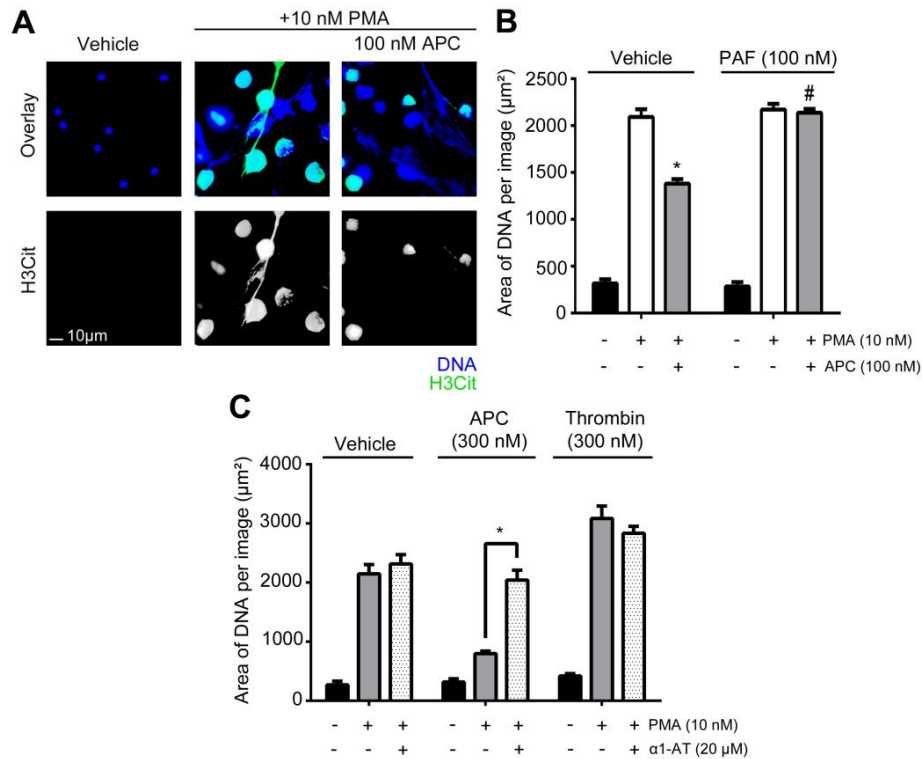 A
+10 nM PMA
Vehicle
100 nM APC
Overlay
H3Cit
10µm
DNA
H3Cit
B
Vehicle
PAF (100 nM)
Area of DNA per image (µm²)
2500
2000
1500
1000
500
0
*
#
- + + - + + PMA (10 nM)
- - + - - + APC (100 nM)
C
Vehicle
APC
(300 nM)
Thrombin
(300 nM)
Area of DNA per image (µm²)
4000
3000
2000
1000
0
*
- + + - + + - + + PMA (10 nM)
- - + - - + - - + α1-AT (20 µM)